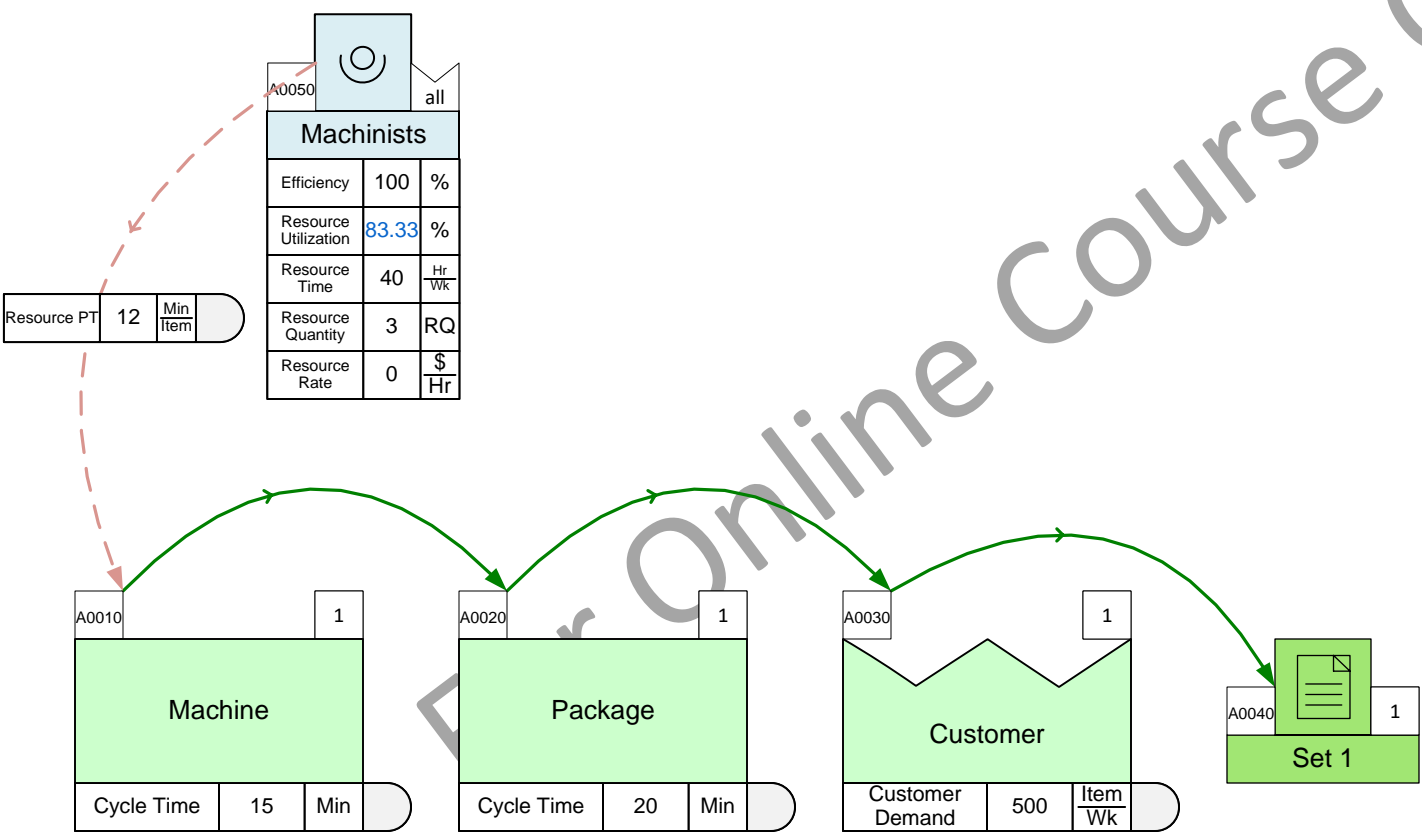 A0050
all
Machinists
Efficiency 100 %
Resource
Utilization 83.33 %
Resource
Time 40 Hr
Wk
Resource
Quantity 3 RQ
Resource
Rate 0 $
Hr
Resource PT 12 Min
Item
A0010 1
Machine
Cycle Time 15 Min
A0020 1
Package
Cycle Time 20 Min
A0030 1
Customer
Customer
Demand 500 Item
Wk
A0040 1
Set 1
Online Course